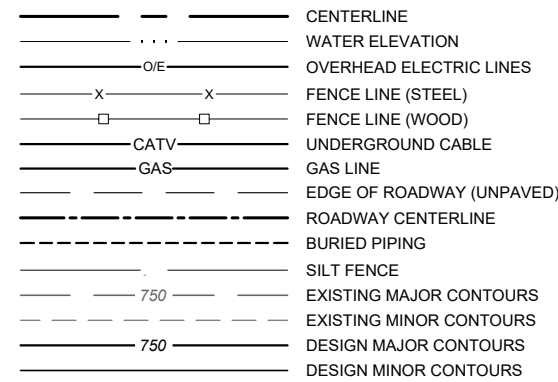 CENTERLINE
WATER ELEVATION
O/E OVERHEAD ELECTRIC LINES
X X FENCE LINE (STEEL)
FENCE LINE (WOOD)
CATV UNDERGROUND CABLE
GAS GAS LINE
EDGE OF ROADWAY (UNPAVED)
ROADWAY CENTERLINE
BURIED PIPING
SILT FENCE
750 EXISTING MAJOR CONTOURS
EXISTING MINOR CONTOURS
750 DESIGN MAJOR CONTOURS
DESIGN MINOR CONTOURS